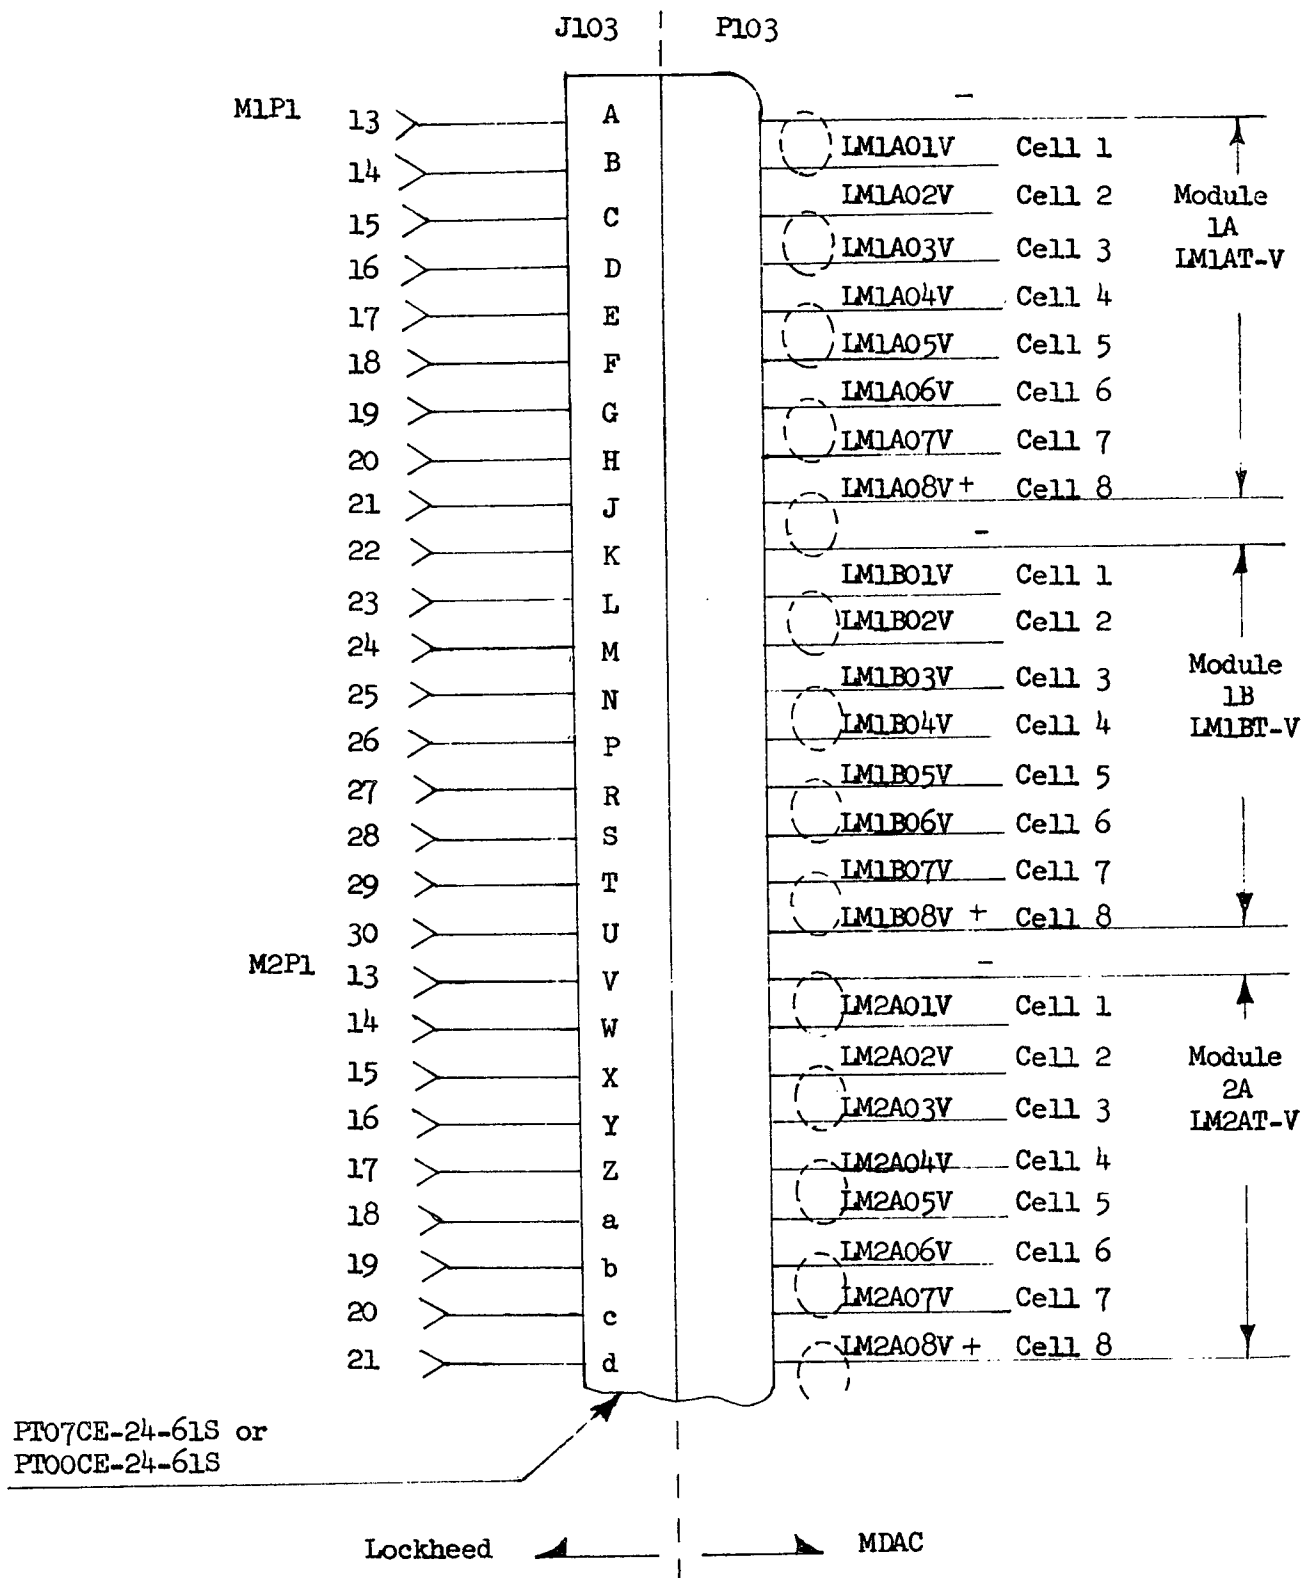 J103 P103
M1P1 13 A -
LM1A01V Cell 1
14 B
LM1A02V Cell 2 Module
15 C 1A
LM1A03V Cell 3 LM1AT-V
16 D
LM1A04V Cell 4
17 E
LM1A05V Cell 5
18 F
LM1A06V Cell 6
19 G
LM1A07V Cell 7
20 H
LM1A08V + Cell 8
21 J
-
22 K
LM1B01V Cell 1
23 L
LM1B02V Cell 2
24 M
LM1B03V Cell 3 Module
25 N 1B
LM1B04V Cell 4 LM1BT-V
26 P
LM1B05V Cell 5
27 R
LM1B06V Cell 6
28 S
LM1B07V Cell 7
29 T
LM1B08V + Cell 8
30 U
M2P1 13 V -
LM2A01V Cell 1
14 W
LM2A02V Cell 2 Module
15 X 2A
LM2A03V Cell 3 LM2AT-V
16 Y
LM2A04V Cell 4
17 Z
LM2A05V Cell 5
18 a
LM2A06V Cell 6
19 b
LM2A07V Cell 7
20 c
LM2A08V + Cell 8
21 d
PT07CE-24-61S or
PT00CE-24-61S
Lockheed MDAC